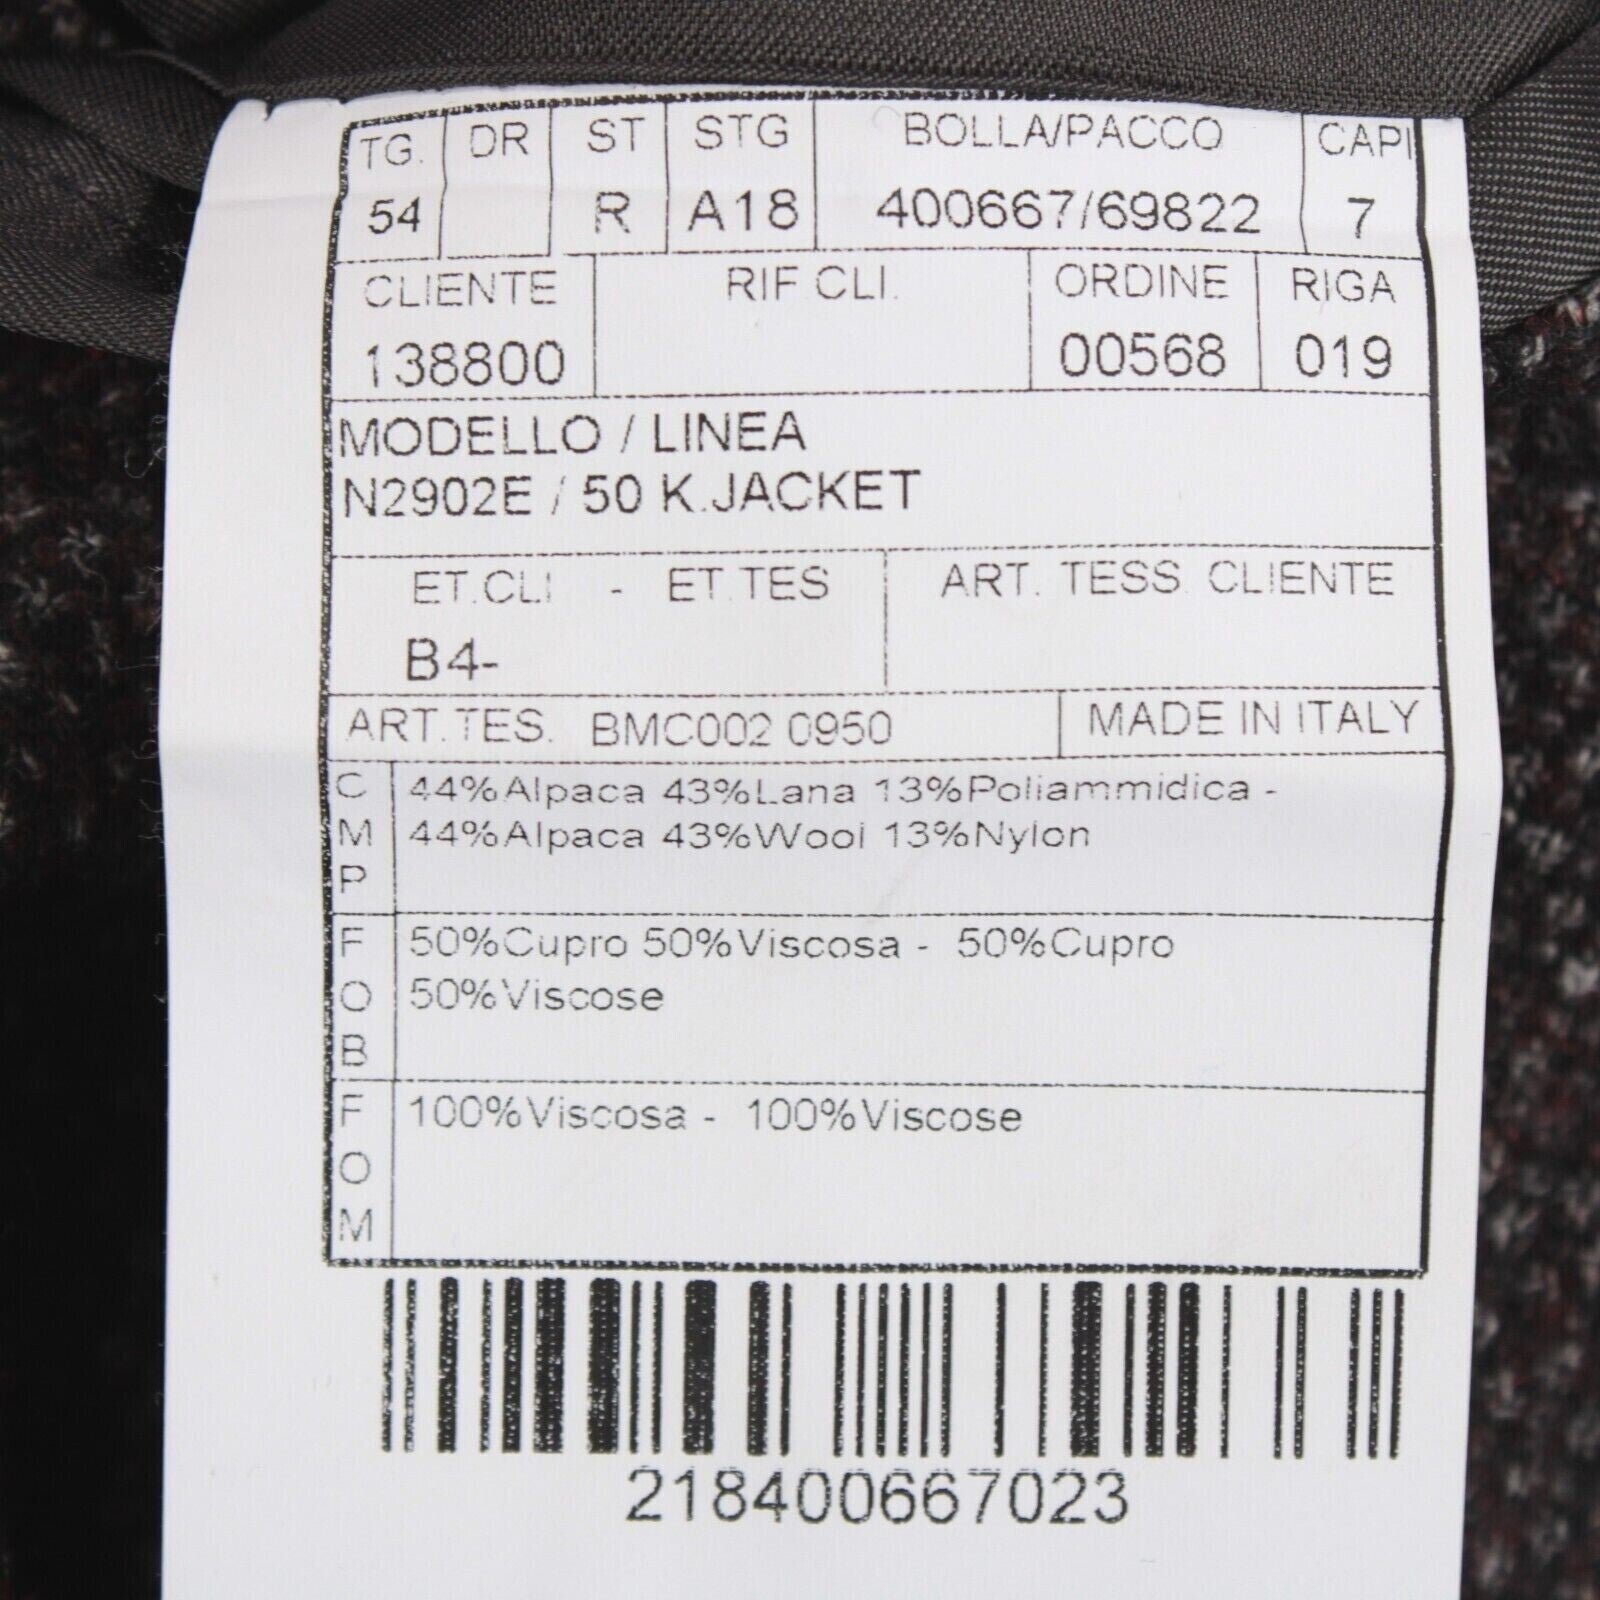 TG. DR ST STG BOLLA/PACCO CAPI
54 R A18 400667/69822 7
CLIENTE RIF.CLI. ORDINE RIGA
138800 00568 019
MODELLO / LINEA
N2902E / 50 K.JACKET
ET.CLI - ET.TES ART. TESS. CLIENTE
B4-
ART.TES. BMC002 0950 MADE IN ITALY
CMP
44%Alpaca 43%Lana 13%Poliammidica -
44%Alpaca 43%Wool 13%Nylon
FOB
50%Cupro 50%Viscosa - 50%Cupro
50%Viscose
FOM
100%Viscosa - 100%Viscose
218400667023